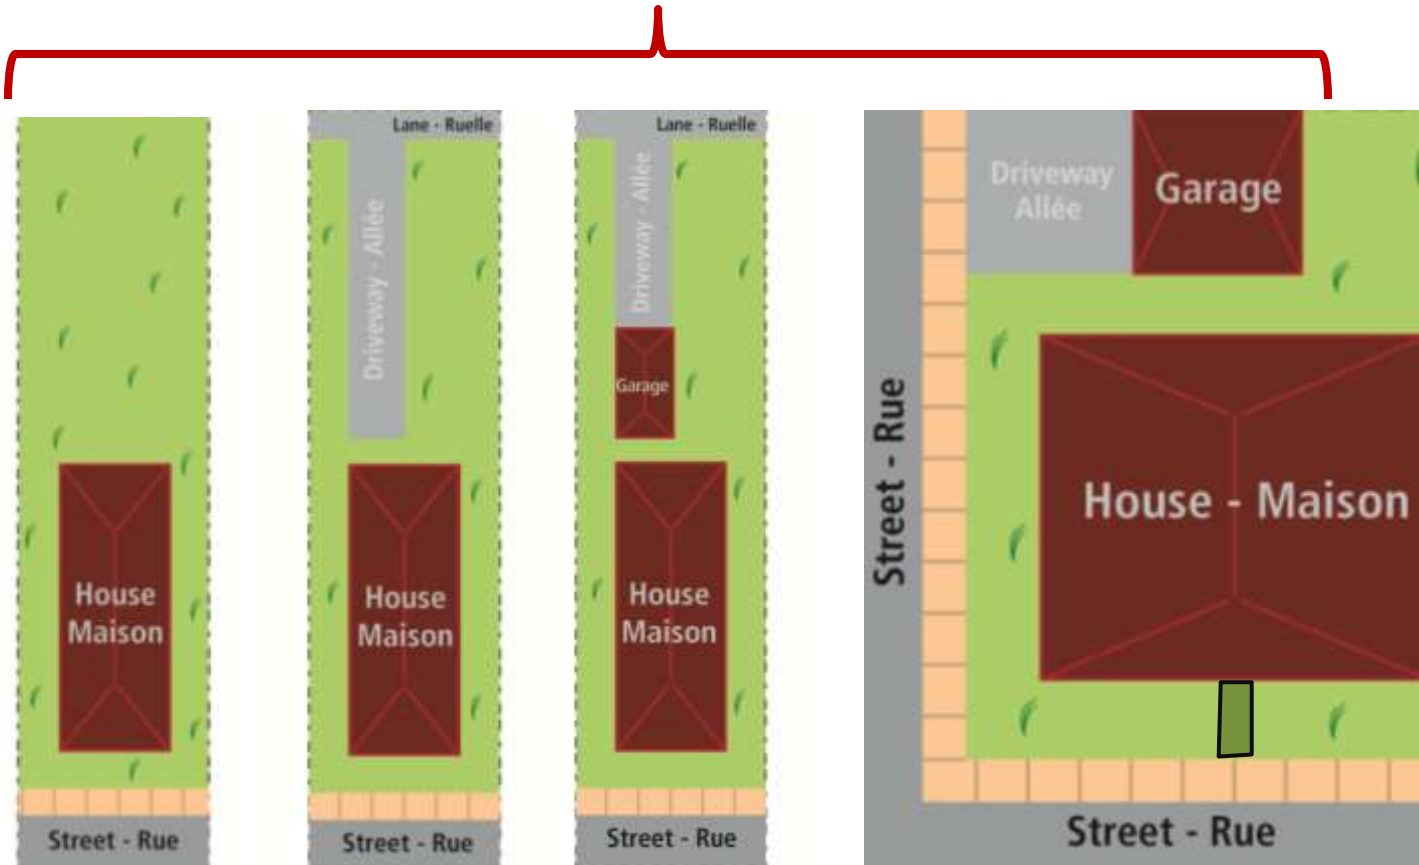 House
Maison
Street - Rue
Lane - Ruelle
Driveway - Allée
House
Maison
Street - Rue
Lane - Ruelle
Driveway - Allée
Garage
House
Maison
Street - Rue
Driveway
Allée
Garage
Street - Rue
House - Maison
Street - Rue